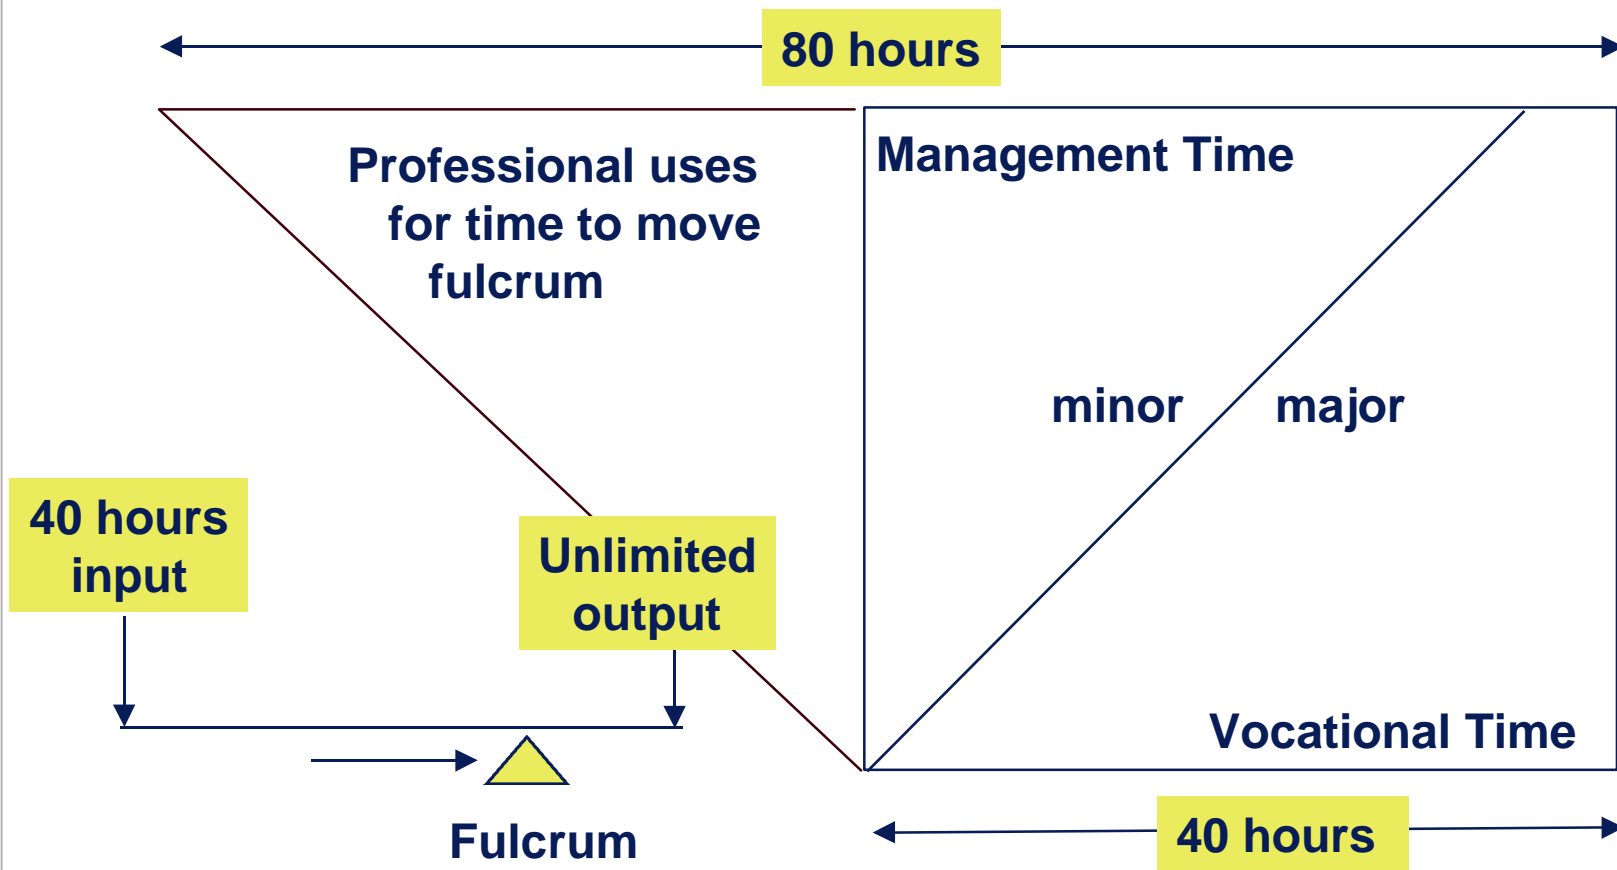 80 hours
Professional uses
for time to move
fulcrum
Management Time
minor
major
40 hours
input
Unlimited
output
Vocational Time
Fulcrum
40 hours